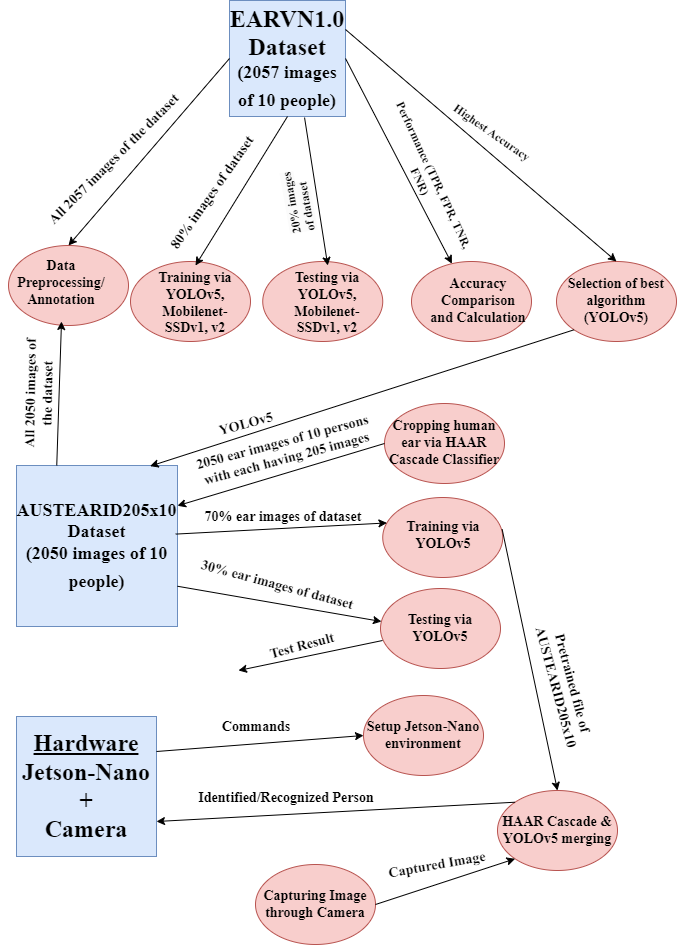 EARVN1.0
Dataset
(2057 images
of 10 people)
All 2057 images of the dataset
80% images of dataset
20% images
of dataset
Performance (TPR, FPR, TNR,
FNR)
Highest Accuracy
Data
Preprocessing/
Annotation
Training via
YOLOv5,
Mobilenet-
SSDv1, v2
Testing via
YOLOv5,
Mobilenet-
SSDv1, v2
Accuracy
Comparison
and Calculation
Selection of best
algorithm
(YOLOv5)
All 2050 images of
the dataset
YOLOv5
2050 ear images of 10 persons
with each having 205 images
Cropping human
ear via HAAR
Cascade Classifier
AUSTEARID205x10
Dataset
(2050 images of 10
people)
70% ear images of dataset
Training via
YOLOv5
30% ear images of dataset
Testing via
YOLOv5
Test Result
Pretrained file of
AUSTEARID205x10
Hardware
Jetson-Nano
+
Camera
Commands
Setup Jetson-Nano
environment
Identified/Recognized Person
HAAR Cascade &
YOLOv5 merging
Captured Image
Capturing Image
through Camera